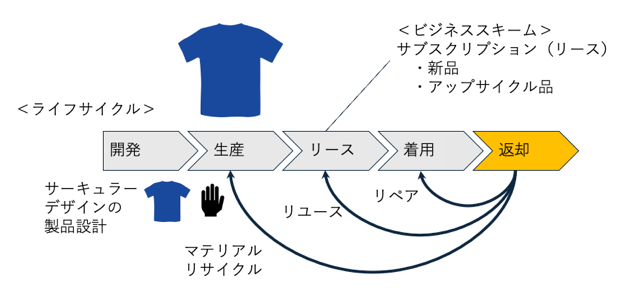 ＜ビジネススキーム＞
サブスクリプション（リース）
・新品
・アップサイクル品
＜ライフサイクル＞
開発
生産
リース
着用
返却
サーキュラー
デザインの
製品設計
リペア
リユース
マテリアル
リサイクル